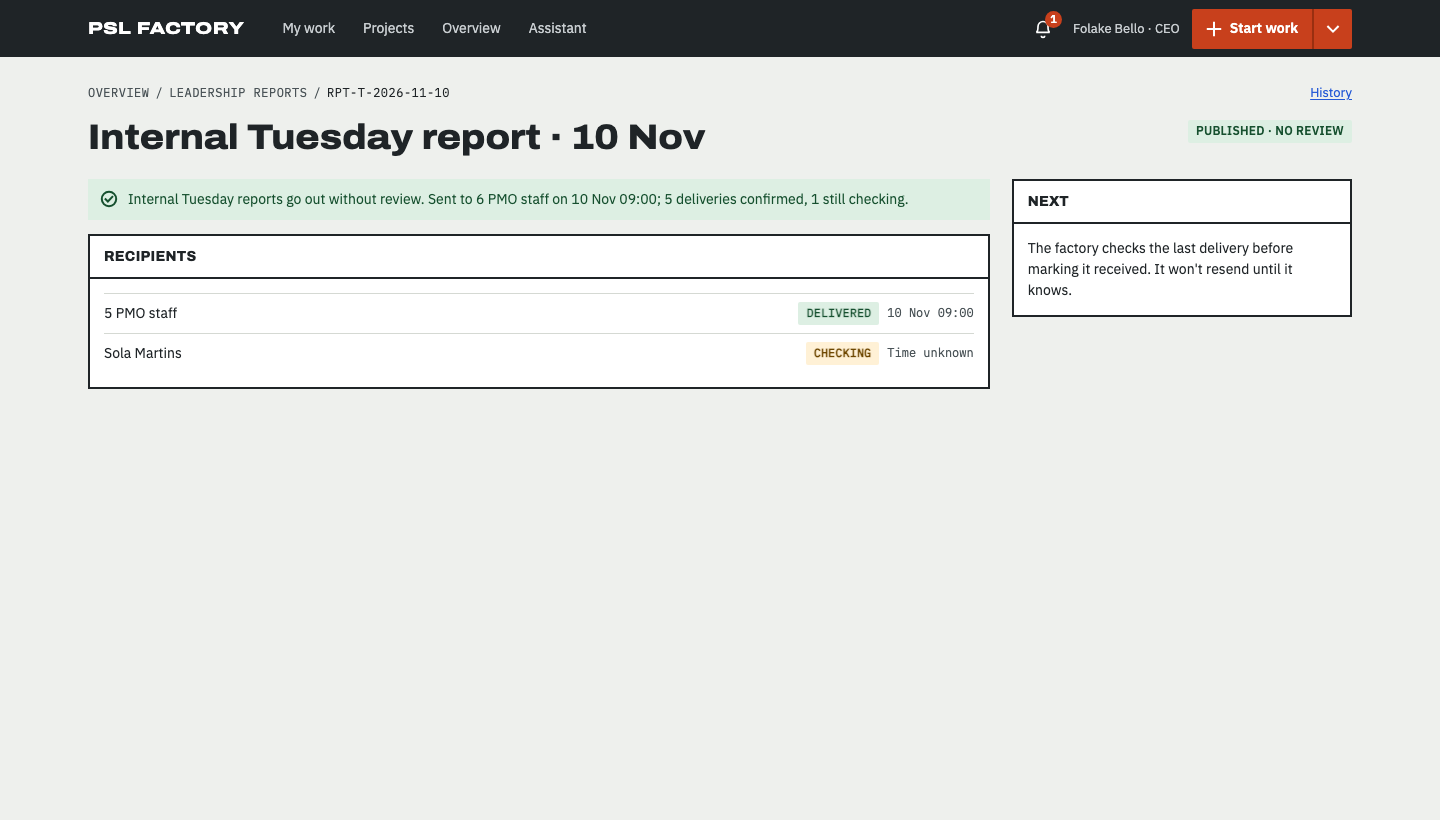 PSL FACTORY
My work
Projects
Overview
Assistant
1
Folake Bello · CEO
Start work
OVERVIEW / LEADERSHIP REPORTS / RPT-T-2026-11-10
History
Internal Tuesday report · 10 Nov
PUBLISHED · NO REVIEW
Internal Tuesday reports go out without review. Sent to 6 PMO staff on 10 Nov 09:00; 5 deliveries confirmed, 1 still checking.
RECIPIENTS
5 PMO staff
DELIVERED
10 Nov 09:00
Sola Martins
CHECKING
Time unknown
NEXT
The factory checks the last delivery before
marking it received. It won't resend until it
knows.